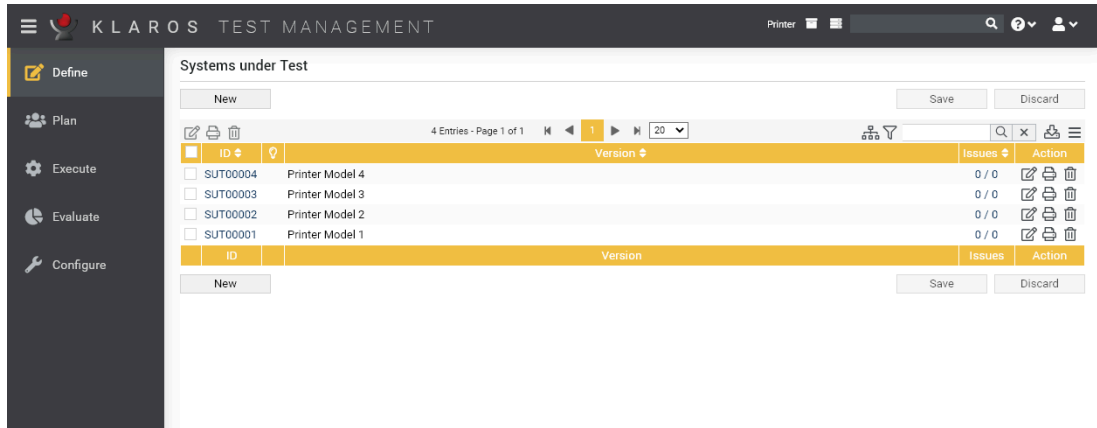 KLAROS TEST MANAGEMENT Printer
Define
Plan
Execute
Evaluate
Configure
Systems under Test
New Save Discard
4 Entries - Page 1 of 1 1 20
ID Version Issues Action
SUT00004 Printer Model 4 0 / 0
SUT00003 Printer Model 3 0 / 0
SUT00002 Printer Model 2 0 / 0
SUT00001 Printer Model 1 0 / 0
ID Version Issues Action
New Save Discard